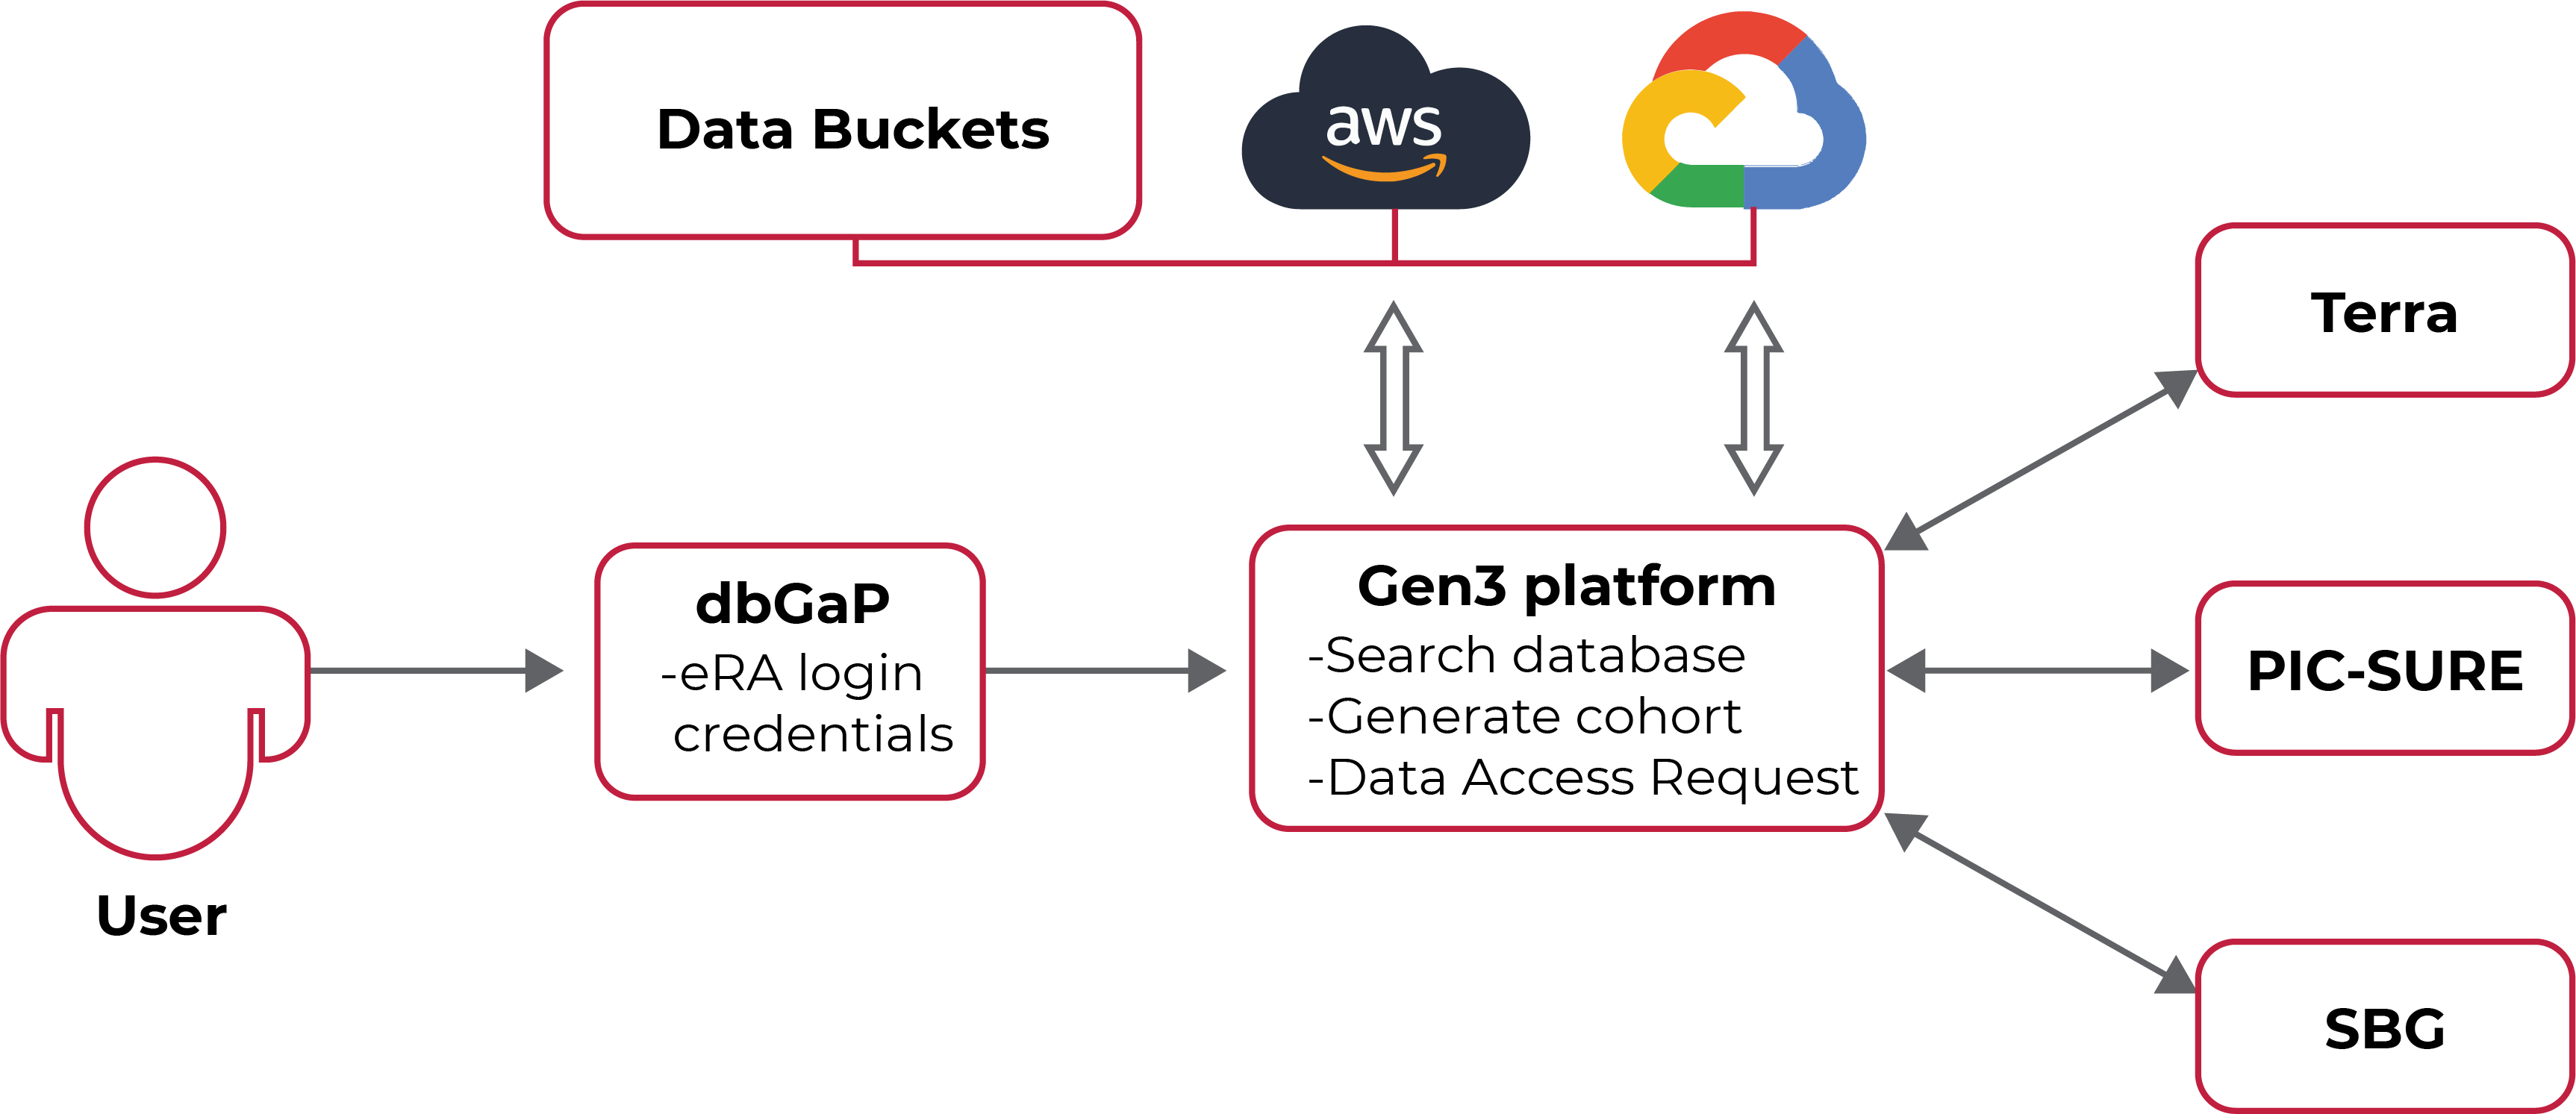 Data Buckets
aws
Terra
dbGaP
-eRA login
credentials
Gen3 platform
-Search database
-Generate cohort
-Data Access Request
PIC-SURE
User
SBG